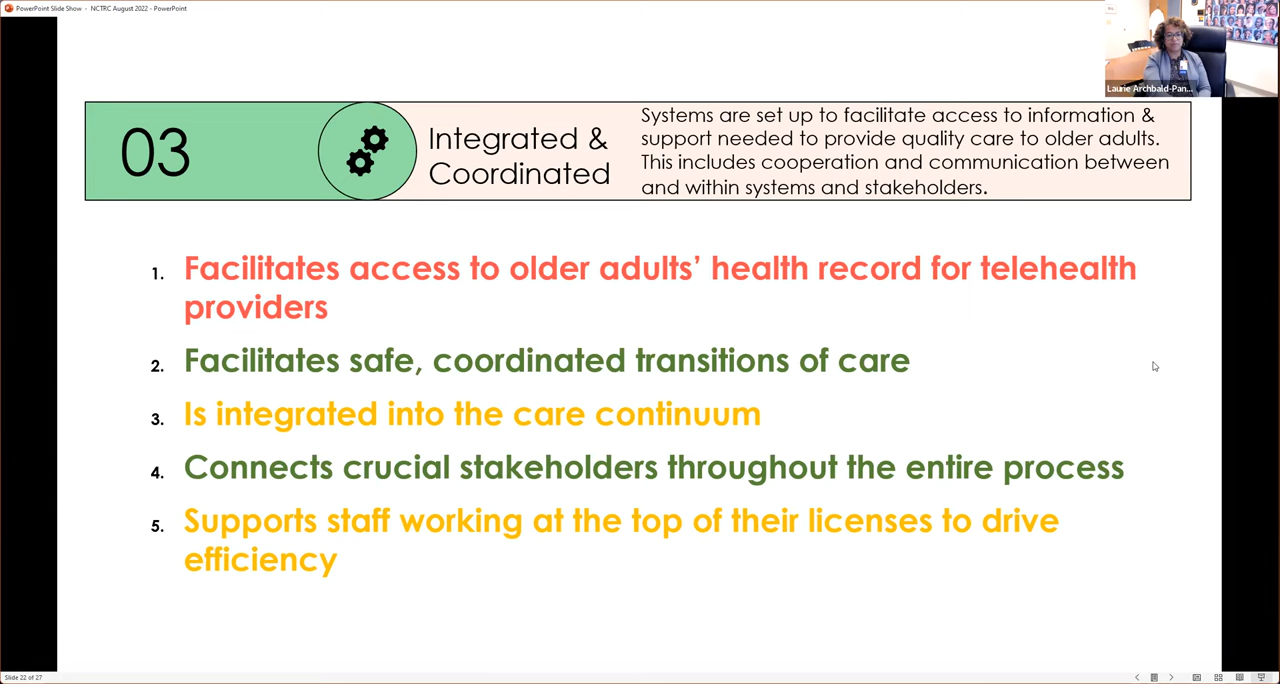 PowerPoint Slide Show - NCTRC August 2022 - PowerPoint
Laurie Archbald-Pan...
03
Integrated &
Coordinated
Systems are set up to facilitate access to information &
support needed to provide quality care to older adults.
This includes cooperation and communication between
and within systems and stakeholders.
1. Facilitates access to older adults’ health record for telehealth
providers
2. Facilitates safe, coordinated transitions of care
3. Is integrated into the care continuum
4. Connects crucial stakeholders throughout the entire process
5. Supports staff working at the top of their licenses to drive
efficiency
Slide 22 of 27